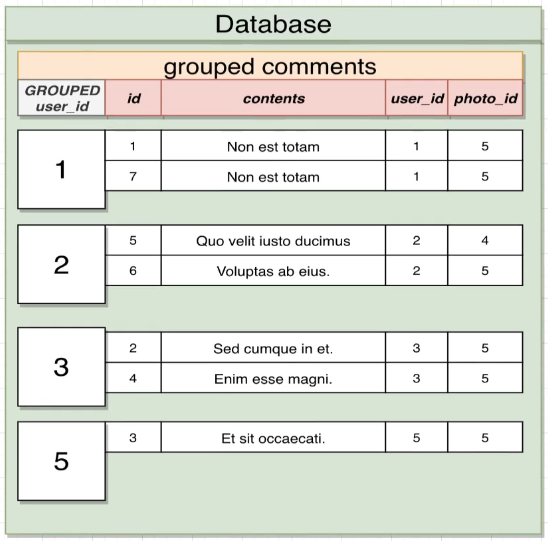 Database
grouped comments
GROUPED user_id id contents user_id photo_id
1
1 Non est totam 1 5
7 Non est totam 1 5
2
5 Quo velit iusto ducimus 2 4
6 Voluptas ab eius. 2 5
3
2 Sed cumque in et. 3 5
4 Enim esse magni. 3 5
5
3 Et sit occaecati. 5 5